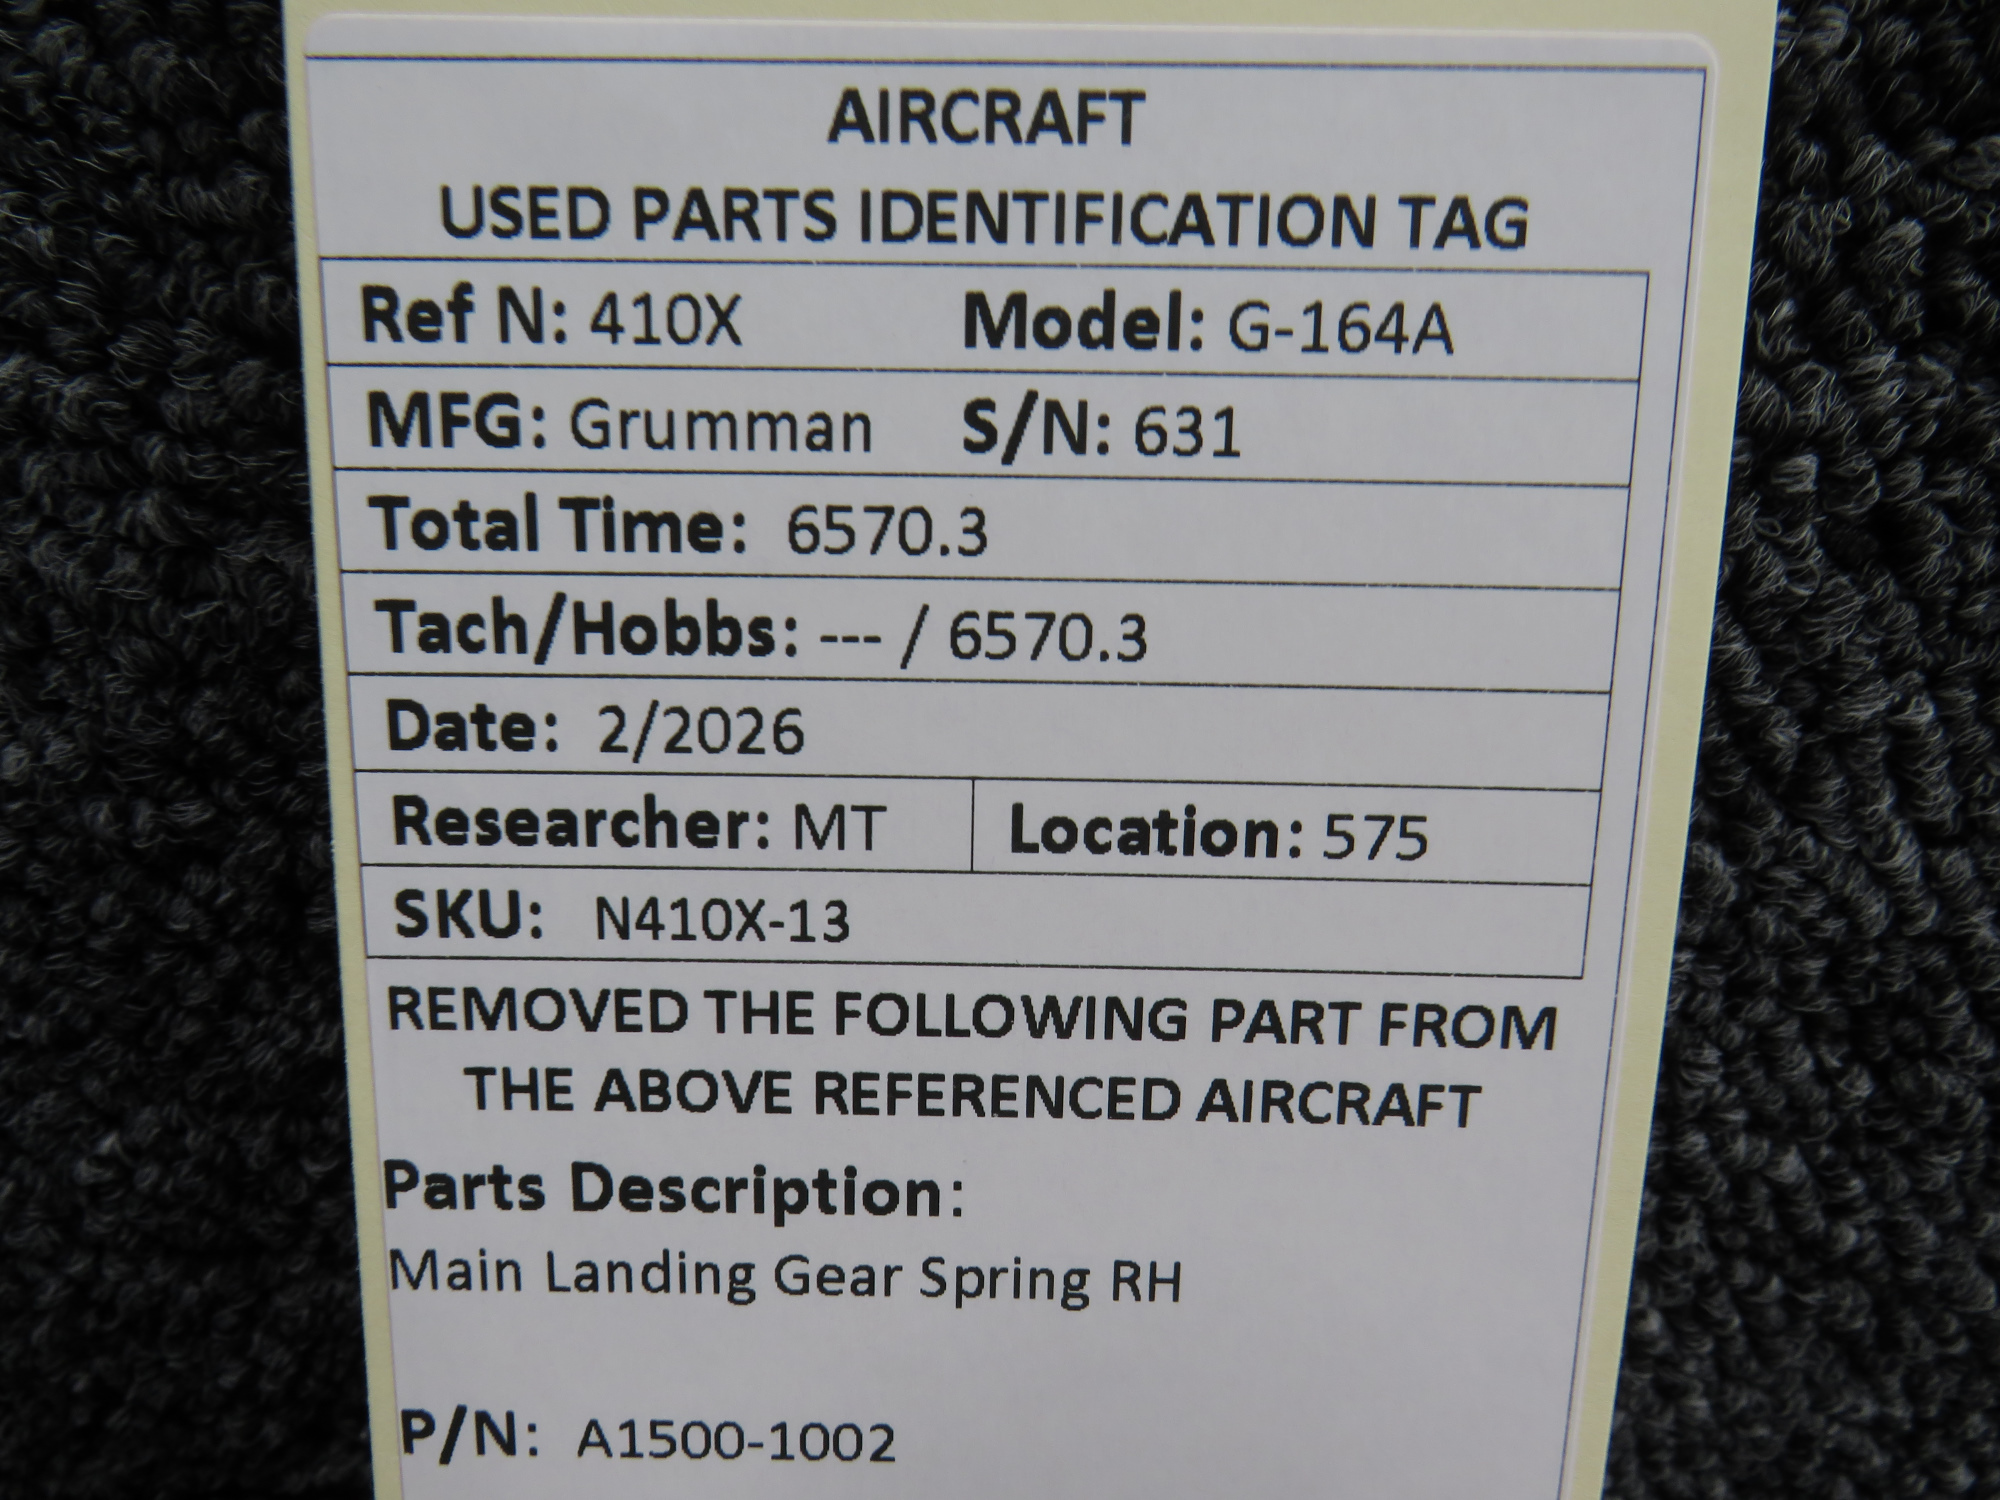 AIRCRAFT
USED PARTS IDENTIFICATION TAG
Ref N: 410X Model: G-164A
MFG: Grumman S/N: 631
Total Time: 6570.3
Tach/Hobbs: --- / 6570.3
Date: 2/2026
Researcher: MT Location: 575
SKU: N410X-13
REMOVED THE FOLLOWING PART FROM
THE ABOVE REFERENCED AIRCRAFT
Parts Description:
Main Landing Gear Spring RH
P/N: A1500-1002